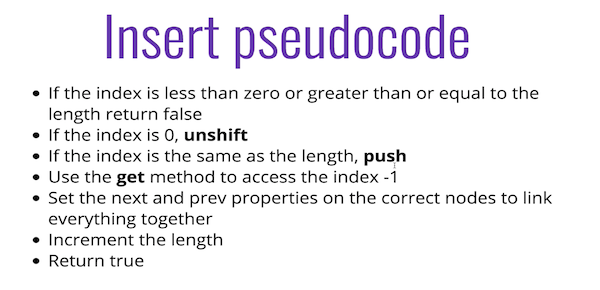 Insert pseudocode
• If the index is less than zero or greater than or equal to the
length return false
• If the index is 0, unshift
• If the index is the same as the length, push
• Use the get method to access the index -1
• Set the next and prev properties on the correct nodes to link
everything together
• Increment the length
• Return true